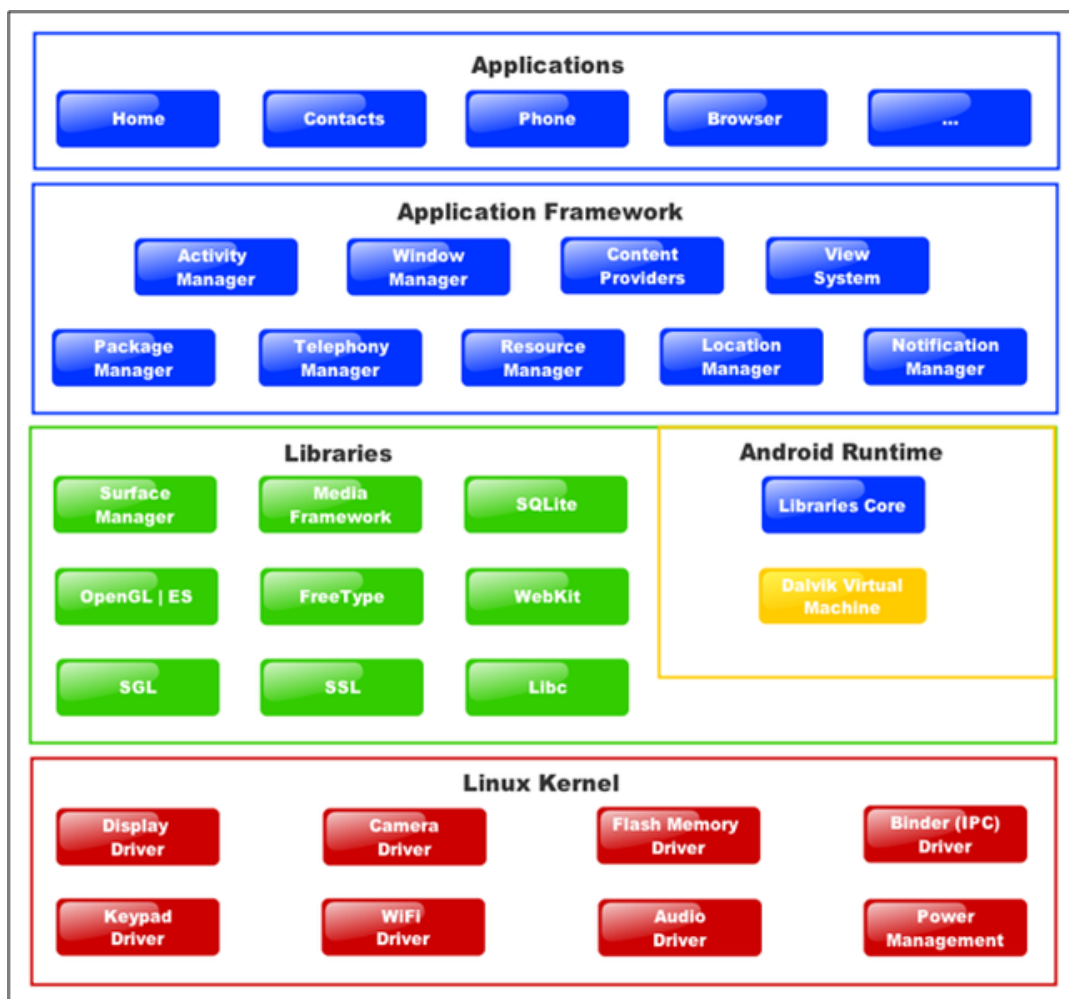 Applications
Home
Contacts
Phone
Browser
...
Application Framework
Activity
Manager
Window
Manager
Content
Providers
View
System
Package
Manager
Telephony
Manager
Resource
Manager
Location
Manager
Notification
Manager
Libraries
Surface
Manager
Media
Framework
SQLite
OpenGL | ES
FreeType
WebKit
SGL
SSL
Libc
Android Runtime
Libraries Core
Dalvik Virtual
Machine
Linux Kernel
Display
Driver
Camera
Driver
Flash Memory
Driver
Binder (IPC)
Driver
Keypad
Driver
WiFi
Driver
Audio
Driver
Power
Management